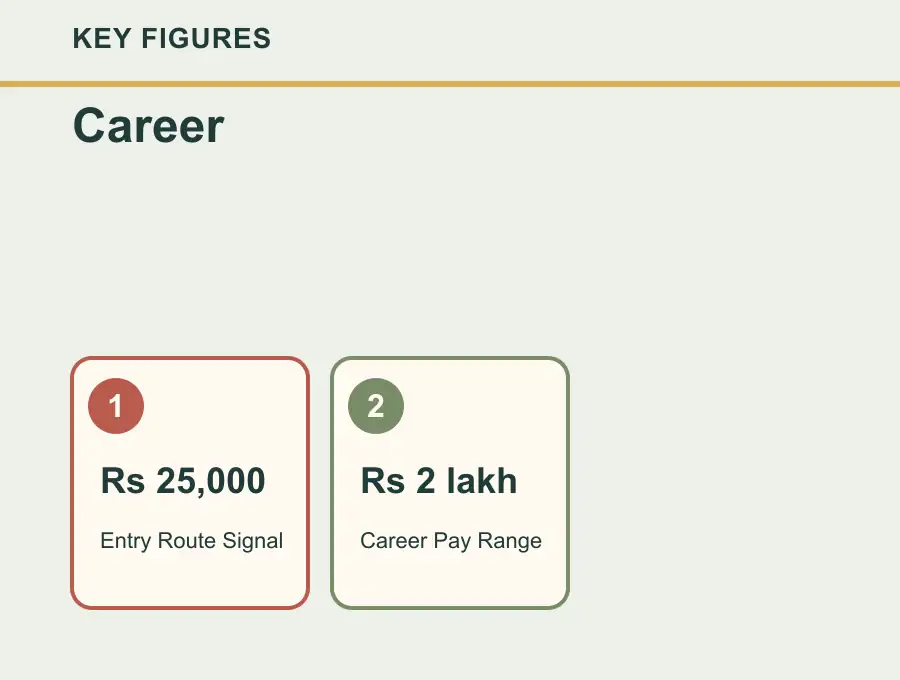 KEY FIGURES
Career
1
Rs 25,000
Entry Route Signal
2
Rs 2 lakh
Career Pay Range